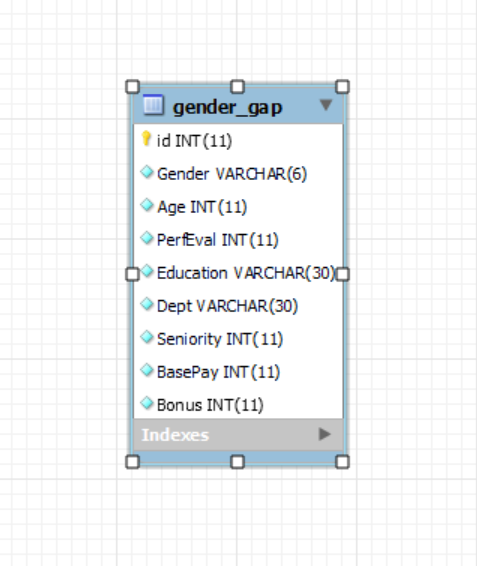 gender_gap
id INT(11)
Gender VARCHAR(6)
Age INT(11)
PerfEval INT(11)
Education VARCHAR(30)
Dept VARCHAR(30)
Seniority INT(11)
BasePay INT(11)
Bonus INT(11)
Indexes